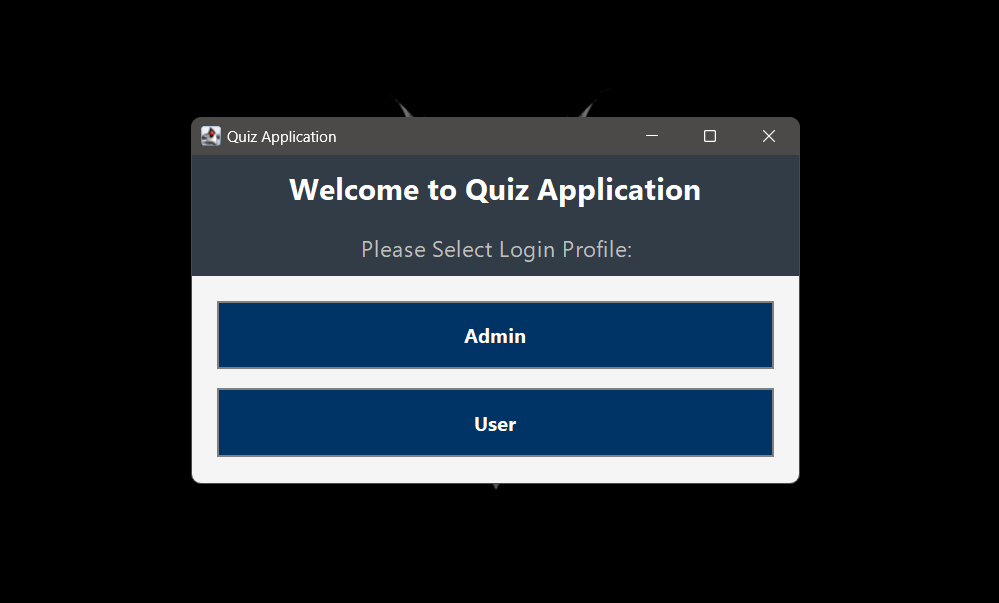 Quiz Application
Welcome to Quiz Application
Please Select Login Profile:
Admin
User